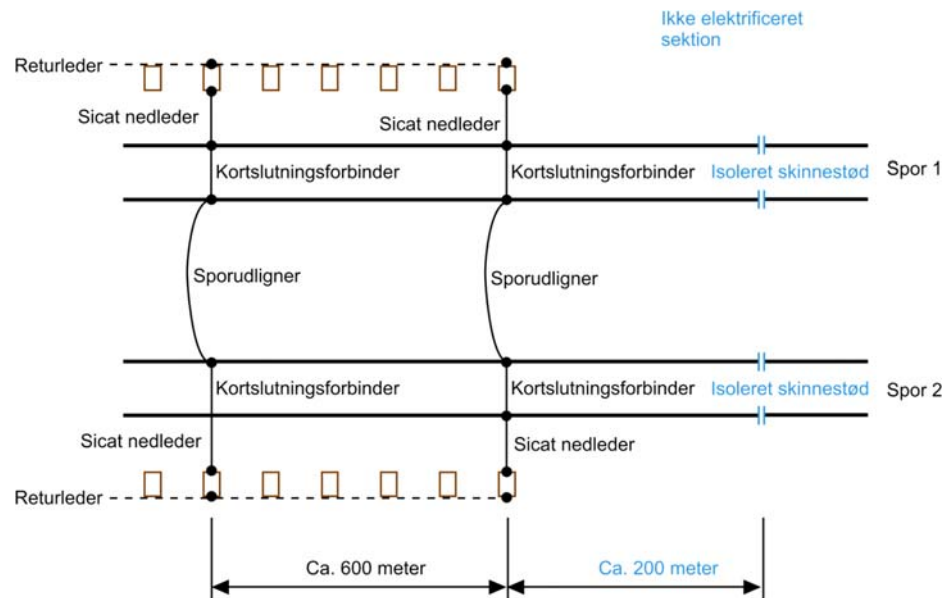 Ikke elektrificeret
sektion
Returleder
Sicat nedleder
Sicat nedleder
Kortslutningsforbinder
Kortslutningsforbinder
Isoleret skinnestød
Spor 1
Sporudligner
Sporudligner
Kortslutningsforbinder
Kortslutningsforbinder
Isoleret skinnestød
Spor 2
Sicat nedleder
Sicat nedleder
Returleder
Ca. 600 meter
Ca. 200 meter